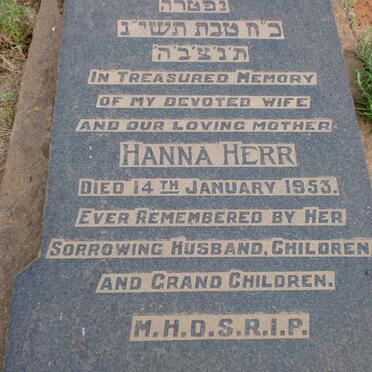 נפטרה
כ"ח טבת תשי"ג
ת'נ'צ'ב'ה'
IN TREASURED MEMORY
OF MY DEVOTED WIFE
AND OUR LOVING MOTHER
HANNA HERR
DIED 14TH JANUARY 1953.
EVER REMEMBERED BY HER
SORROWING HUSBAND, CHILDREN
AND GRAND CHILDREN.
M.H.D.S.R.I.P.